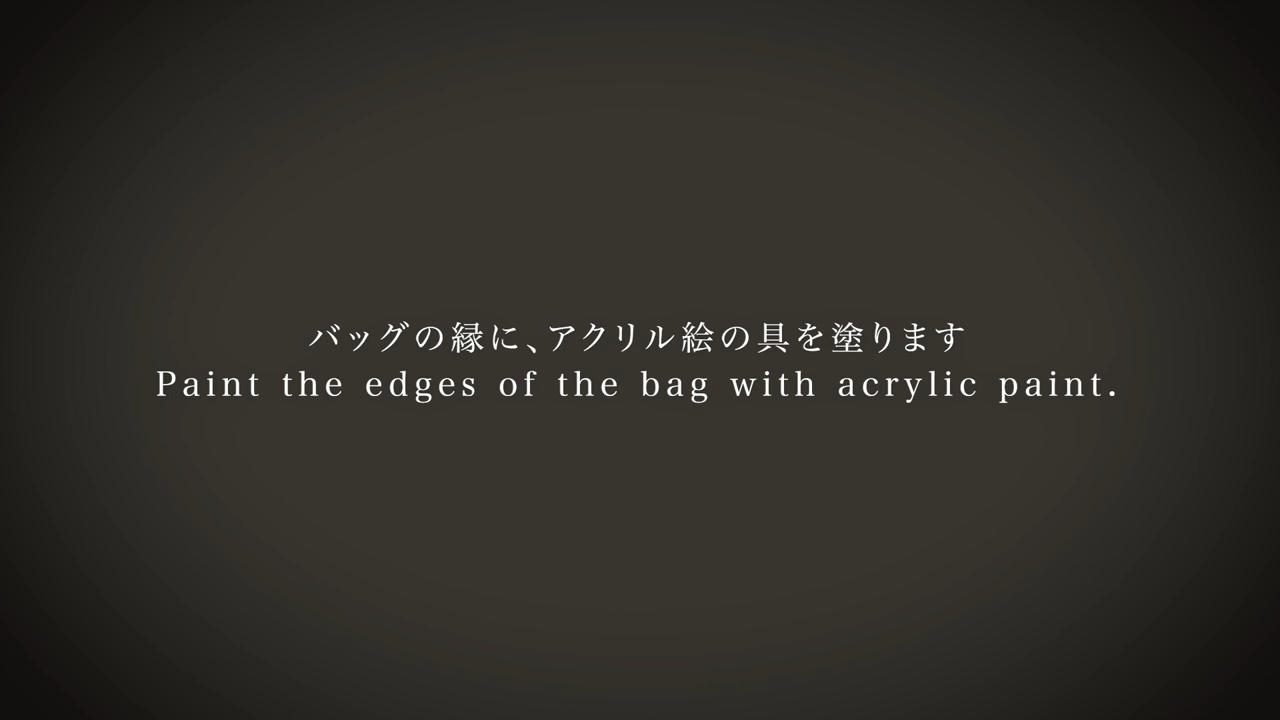 バッグの縁に、アクリル絵の具を塗ります
Paint the edges of the bag with acrylic paint.